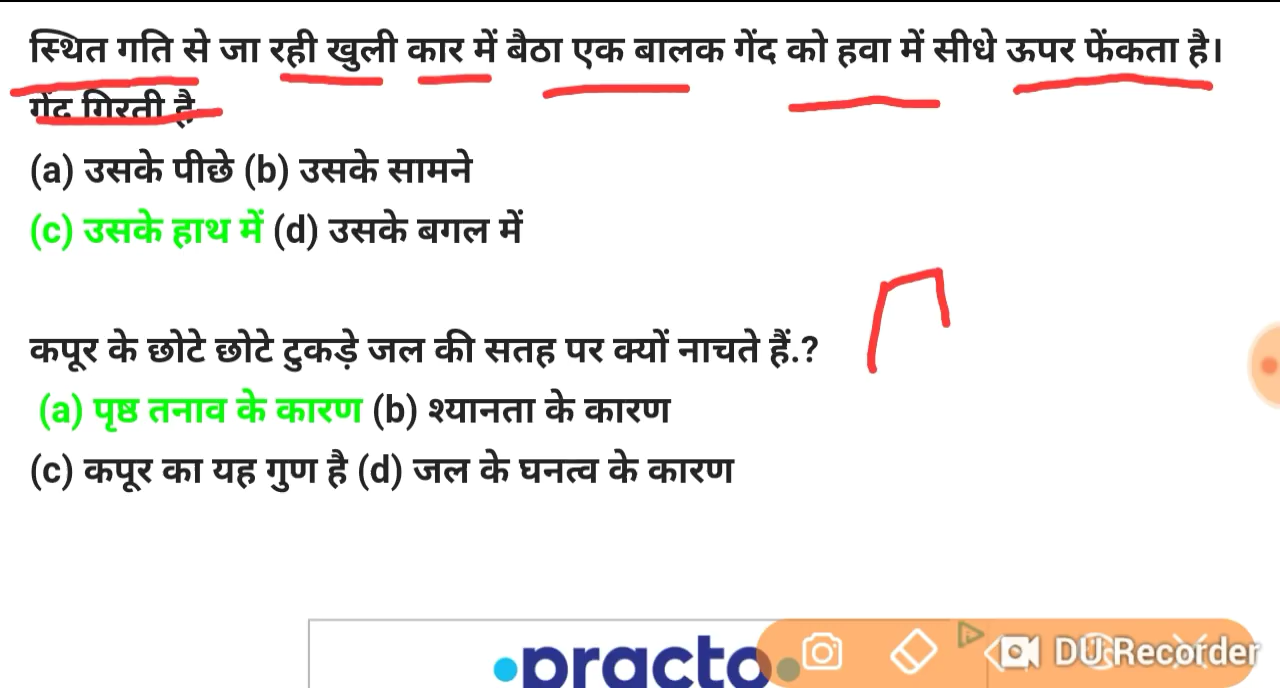 स्थित गति से जा रही खुली कार में बैठा एक बालक गेंद को हवा में सीधे ऊपर फेंकता है।
गेंद गिरती है
(a) उसके पीछे (b) उसके सामने
(c) उसके हाथ में (d) उसके बगल में
कपूर के छोटे छोटे टुकड़े जल की सतह पर क्यों नाचते हैं.?
(a) पृष्ठ तनाव के कारण (b) श्यानता के कारण
(c) कपूर का यह गुण है (d) जल के घनत्व के कारण
practo
DU Recorder